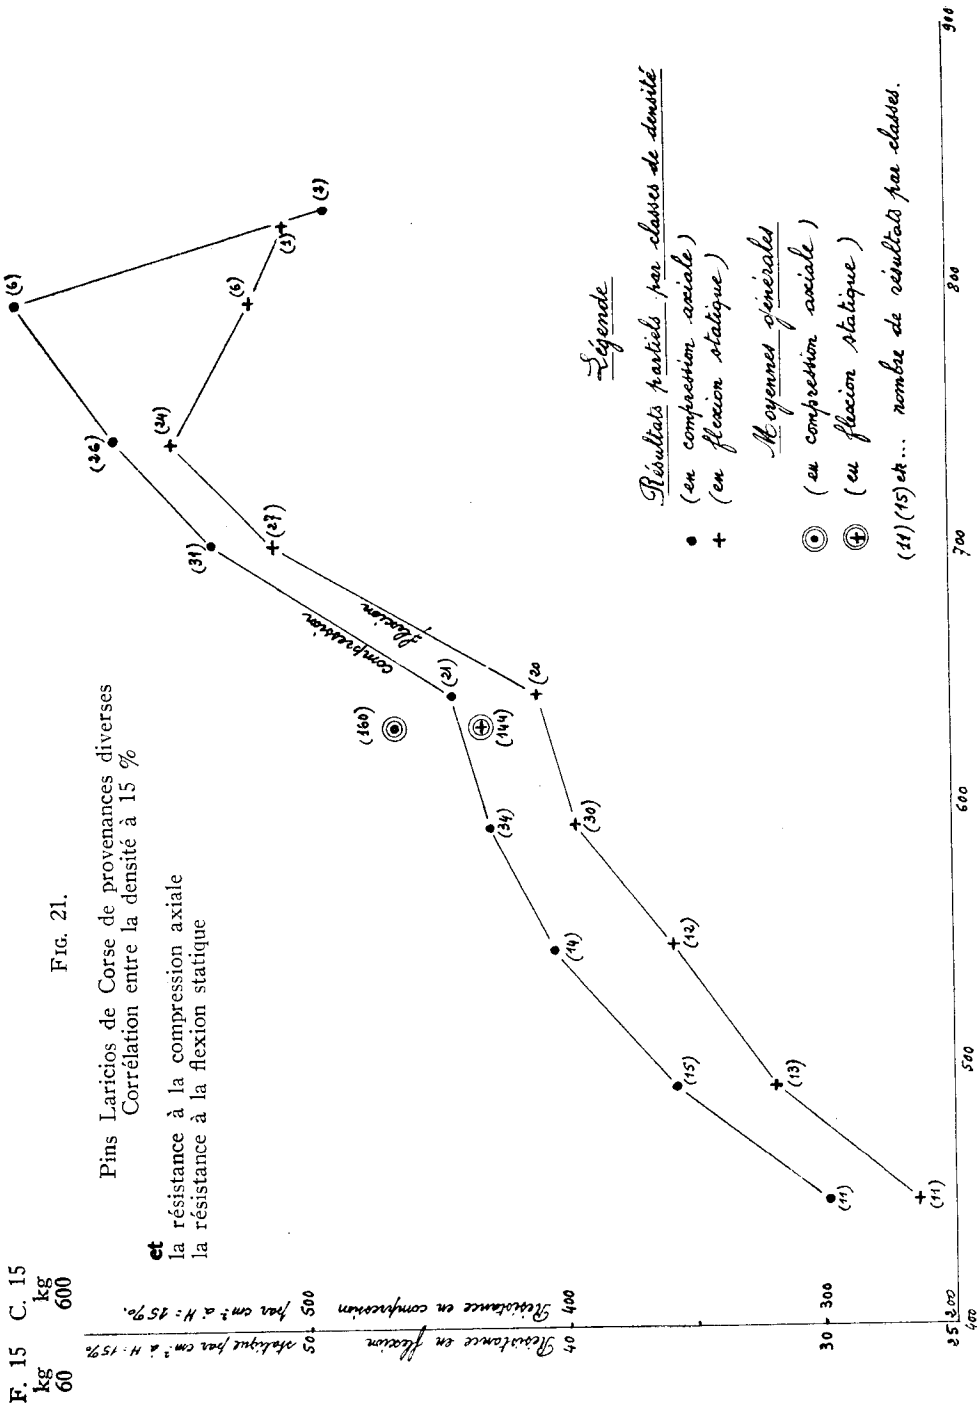 F. 15 C. 15
kg kg
60 600
FIG. 21.
Pins Laricios de Corse de provenances diverses
Corrélation entre la densité à 15 %
et
la résistance à la compression axiale
la résistance à la flexion statique
Résistance en flexion
statique par cm² à H: 15%
Résistance en compression
par cm² à H: 15%.
50 500
40 400
30 300
25 200
400
500
600
700
800
900
compression
flexion
(11)
(15)
(14)
(34)
(21)
(31)
(26)
(6)
(2)
(11)
(13)
(12)
(30)
(20
(27)
(24)
(6)
(1)
(160)
(144)
Légende
Résultats partiels par classes de densité
(en compression axiale)
(en flexion statique)
Moyennes générales
(en compression axiale)
(en flexion statique)
(11) (15) etc... nombre de résultats par classes.